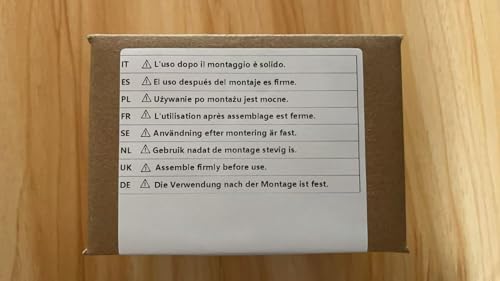 IT ⚠ L'uso dopo il montaggio è solido.
ES ⚠ El uso después del montaje es firme.
PL ⚠ Używanie po montażu jest mocne.
FR ⚠ L'utilisation après assemblage est ferme.
SE ⚠ Användning efter montering är fast.
NL ⚠ Gebruik nadat de montage stevig is.
UK ⚠ Assemble firmly before use.
DE ⚠ Die Verwendung nach der Montage ist fest.